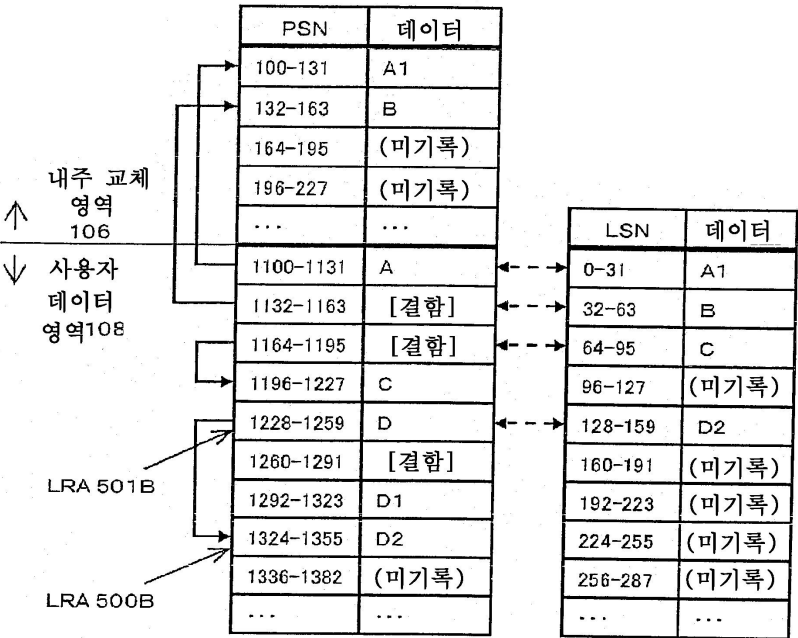 PSN 데이터
100-131 A1
132-163 B
164-195 (미기록)
196-227 (미기록)
... ...
내주 교체
영역
106
사용자
데이터
영역108
1100-1131 A
1132-1163 [결함]
1164-1195 [결함]
1196-1227 C
1228-1259 D
1260-1291 [결함]
1292-1323 D1
1324-1355 D2
1336-1382 (미기록)
... ...
LRA 501B
LRA 500B
LSN 데이터
0-31 A1
32-63 B
64-95 C
96-127 (미기록)
128-159 D2
160-191 (미기록)
192-223 (미기록)
224-255 (미기록)
256-287 (미기록)
... ...